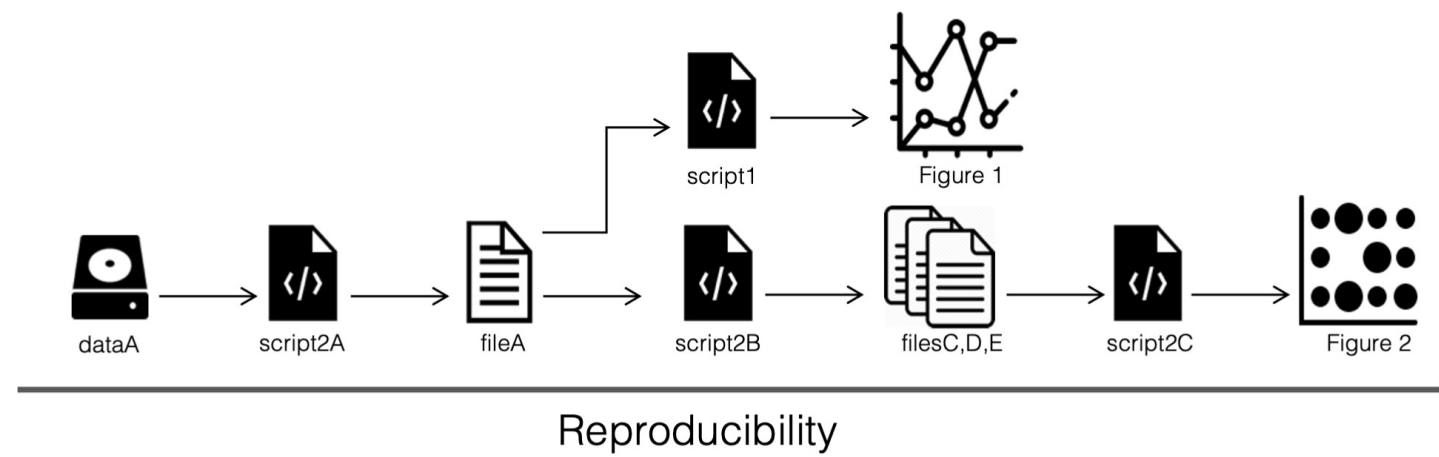 script1
Figure 1
dataA
script2A
fileA
script2B
filesC,D,E
script2C
Figure 2
Reproducibility